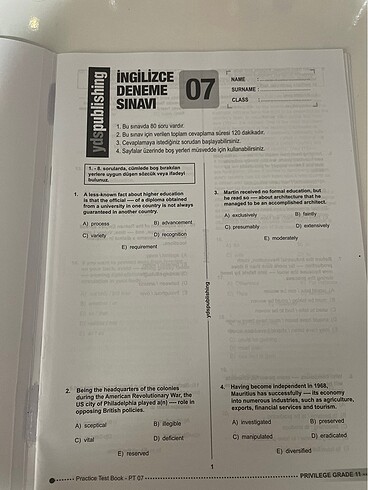 ydspublishing
İNGİLİZCE
DENEME
SINAVI
07
NAME :
SURNAME :
CLASS :
1. Bu sınavda 80 soru vardır.
2. Bu sınav için verilen toplam cevaplama süresi 120 dakikadır.
3. Cevaplamaya istediğiniz sorudan başlayabilirsiniz.
4. Sayfalar üzerinde boş yerleri müsvedde için kullanabilirsiniz.
1. - 8. sorularda, cümlede boş bırakılan
yerlere uygun düşen sözcük veya ifadeyi
bulunuz.
1. A less-known fact about higher education
is that the official ---- of a diploma obtained
from a university in one country is not always
guaranteed in another country.
A) process B) advancement
C) variety D) recognition
E) requirement
2. Being the headquarters of the colonies
during the American Revolutionary War, the
US city of Philadelphia played a(n) ---- role in
opposing British policies.
A) sceptical B) illegible
C) vital D) deficient
E) reserved
ydspublishing
3. Martin received no formal education, but
he read so ---- about architecture that he
managed to be an accomplished architect.
A) exclusively B) faintly
C) presumably D) extensively
E) moderately
4. Having become independent in 1968,
Mauritius has successfully ---- its economy
into numerous industries, such as agriculture,
exports, financial services and tourism.
A) investigated B) preserved
C) manipulated D) eradicated
E) diversified
1
Practice Test Book - PT 07
PRIVILEGE GRADE 11